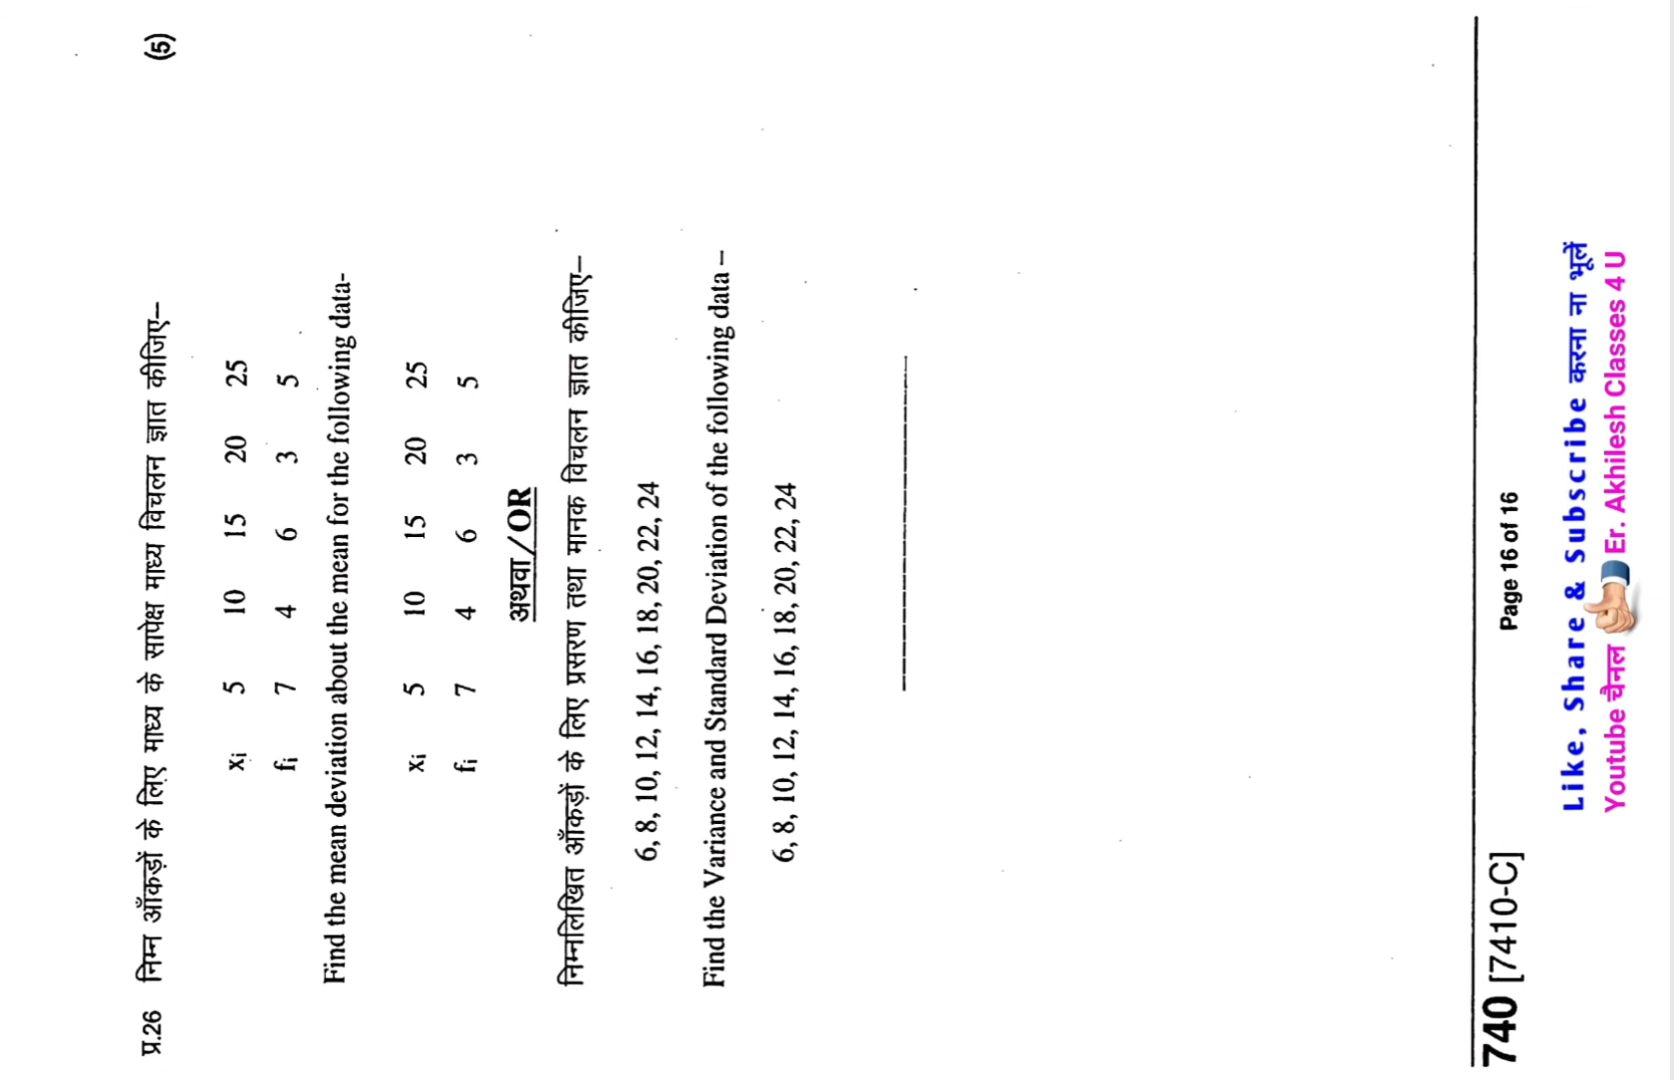 प्र.26 निम्न आँकड़ों के लिए माध्य के सापेक्ष माध्य विचलन ज्ञात कीजिए– (5)
xi 5 10 15 20 25
fi 7 4 6 3 5
Find the mean deviation about the mean for the following data-
xi 5 10 15 20 25
fi 7 4 6 3 5
अथवा/OR
निम्नलिखित आँकड़ों के लिए प्रसरण तथा मानक विचलन ज्ञात कीजिए–
6, 8, 10, 12, 14, 16, 18, 20, 22, 24
Find the Variance and Standard Deviation of the following data –
6, 8, 10, 12, 14, 16, 18, 20, 22, 24
740 [7410-C] Page 16 of 16
Like, Share & Subscribe करना ना भूलें
Youtube चैनल Er. Akhilesh Classes 4 U